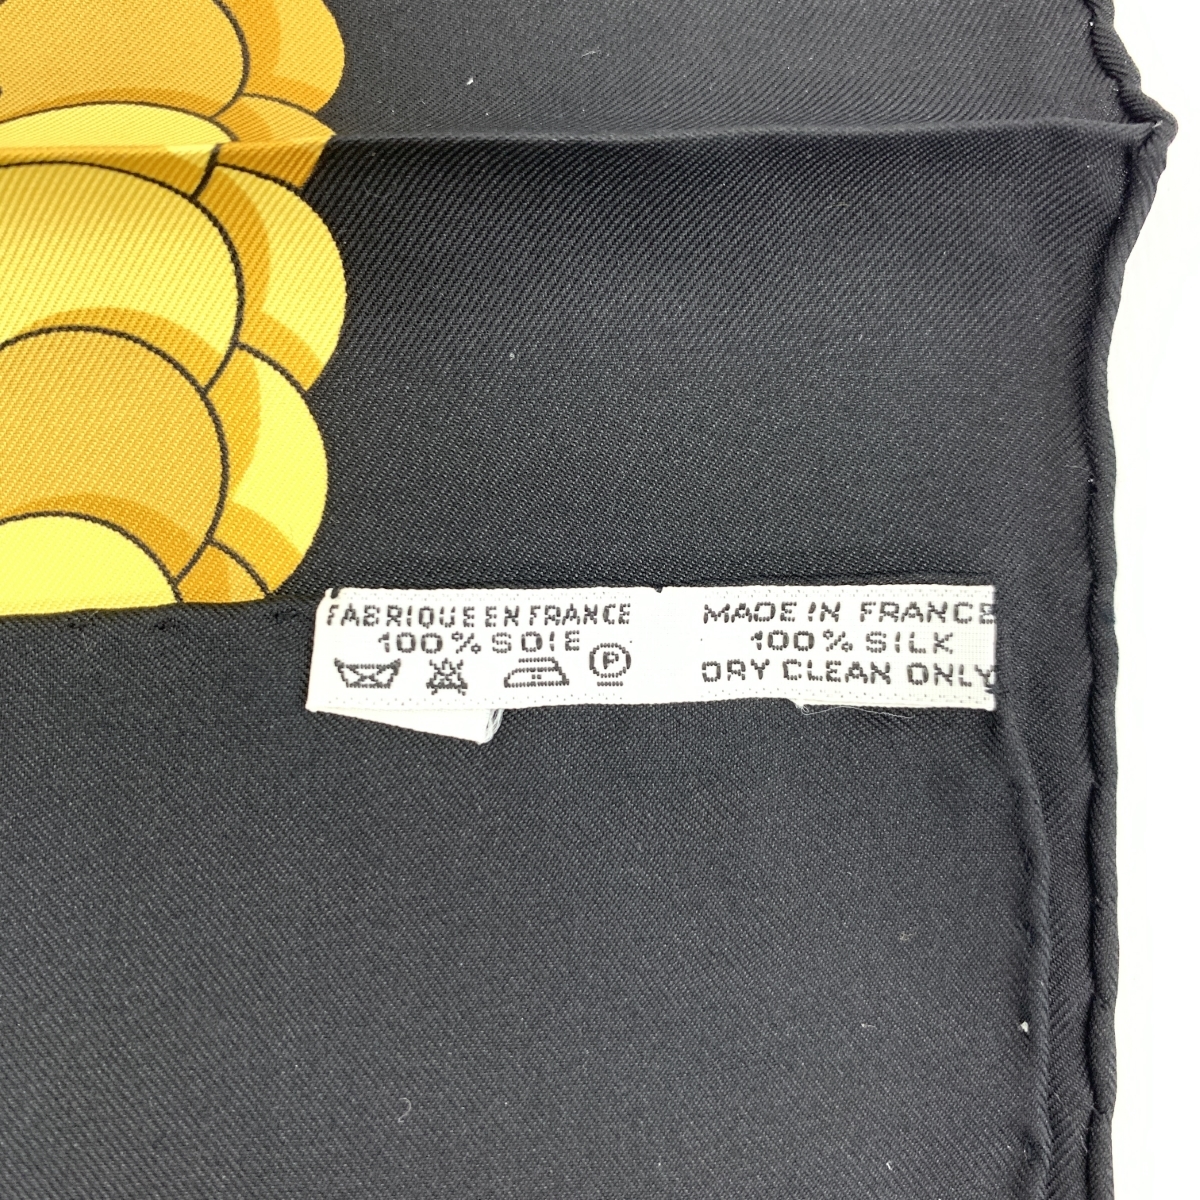 FABRIQUE EN FRANCE
100% SOIE
P
MADE IN FRANCE
100% SILK
DRY CLEAN ONLY